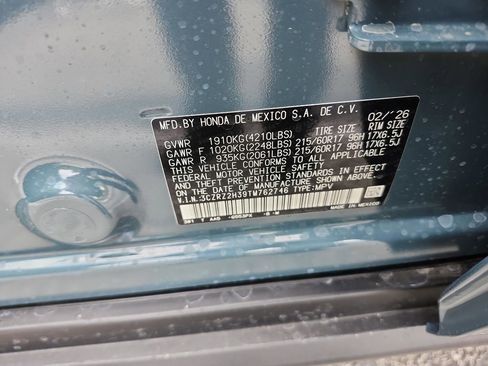 MFD.BY HONDA DE MEXICO S.A. DE C.V. 02/'26
GVWR 1910KG(4210LBS) RIM SIZE
GAWR F 1020KG(2248LBS) 215/60R17 96H 17X6.5J
GAWR R 935KG(2061LBS) 215/60R17 96H 17X6.5J
THIS VEHICLE CONFORMS TO ALL APPLICABLE
FEDERAL MOTOR VEHICLE SAFETY AND THEFT PREVENTION STANDARDS IN EFFECT
ON THE DATE OF MANUFACTURE SHOWN ABOVE.
V.I.N.:3CZRZ2H39TM762746 TYPE:MPV
MADE IN MEXICO